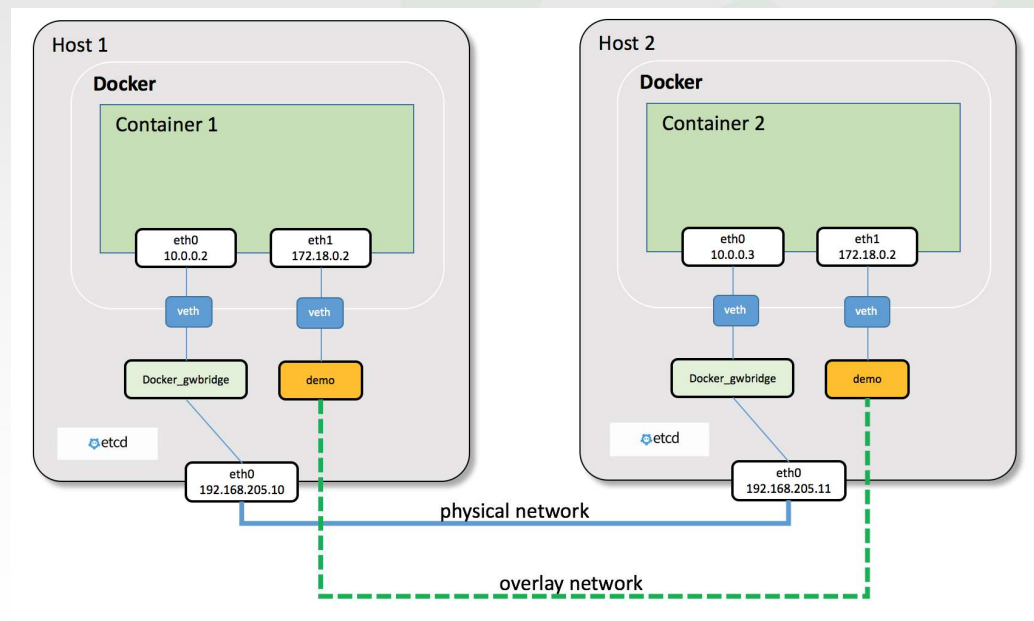 Host 1
Docker
Container 1
eth0
10.0.0.2
eth1
172.18.0.2
veth
veth
Docker_gwbridge
demo
etcd
eth0
192.168.205.10
Host 2
Docker
Container 2
eth0
10.0.0.3
eth1
172.18.0.2
veth
veth
Docker_gwbridge
demo
etcd
eth0
192.168.205.11
physical network
overlay network